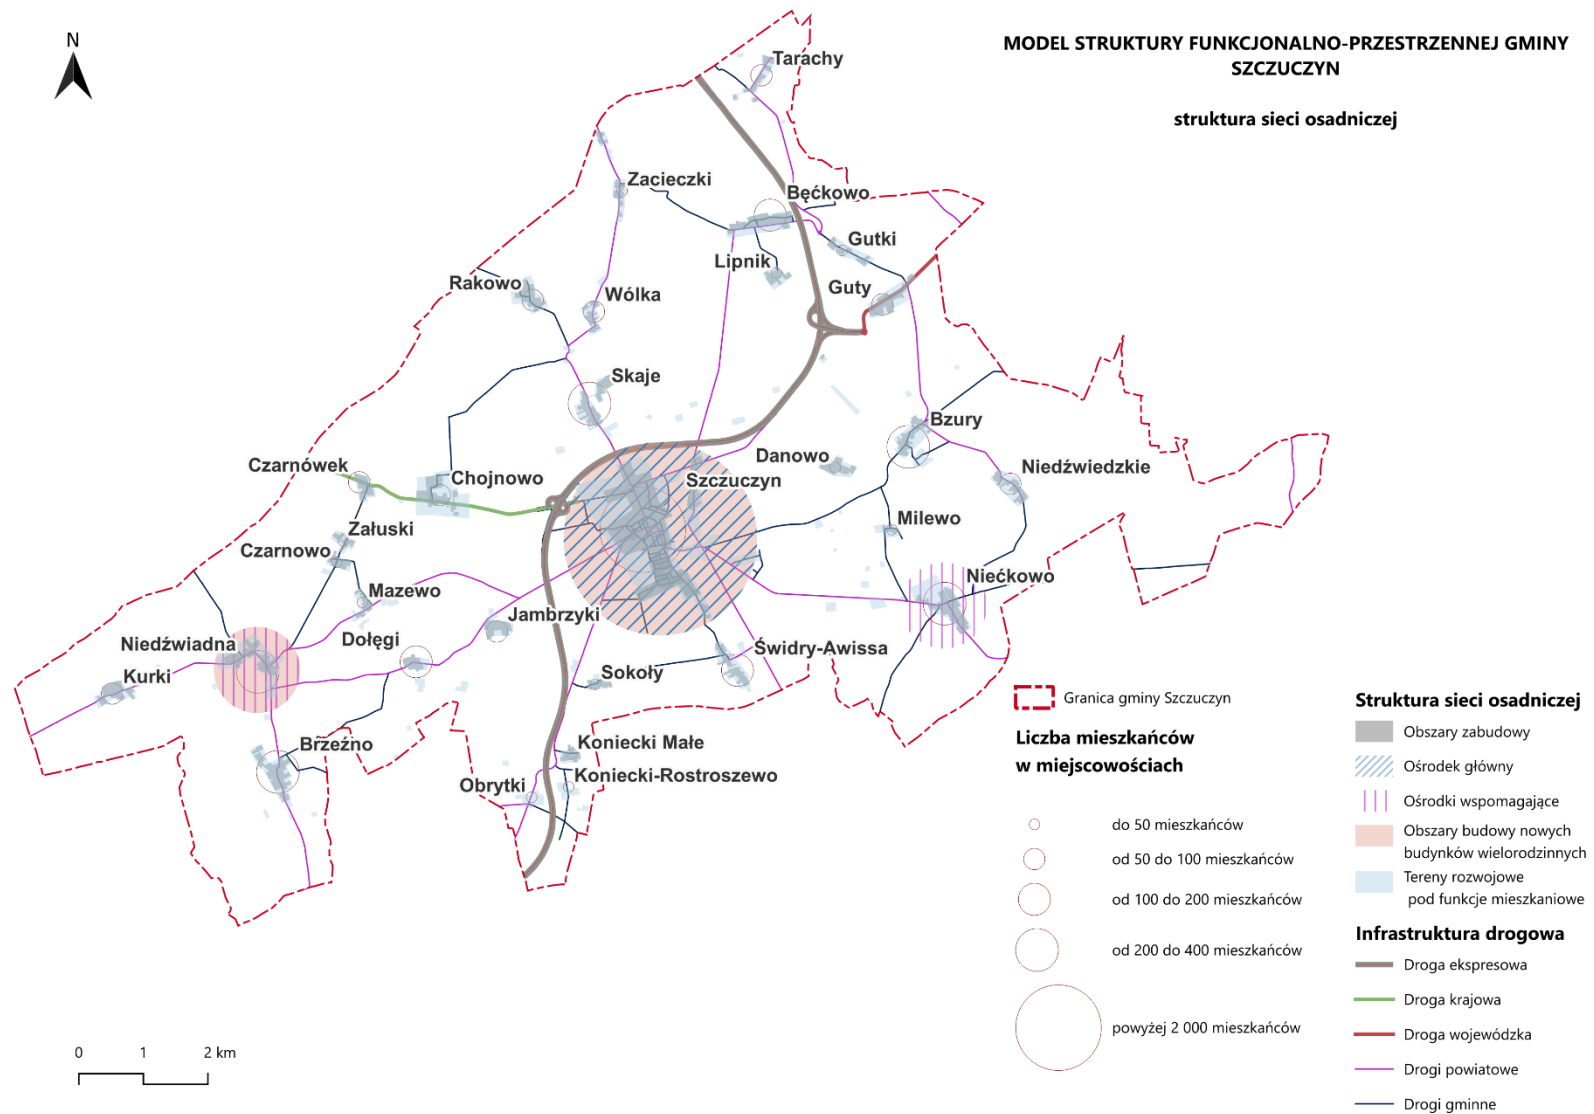 MODEL STRUKTURY FUNKCJONALNO-PRZESTRZENNEJ GMINY
SZCZUCZYN
struktura sieci osadniczej
N
Tarachy
Zacieczki
Bęćkowo
Gutki
Lipnik
Guty
Rakowo
Wólka
Skaje
Bzury
Danowo
Czarnówek
Chojnowo
Szczuczyn
Niedźwiedzkie
Milewo
Załuski
Czarnowo
Mazewo
Niećkowo
Jambrzyki
Dołęgi
Niedźwiadna
Kurki
Świdry-Awissa
Sokoły
Brzeźno
Koniecki Małe
Koniecki-Rostroszewo
Obrytki
Granica gminy Szczuczyn
Liczba mieszkańców
w miejscowościach
do 50 mieszkańców
od 50 do 100 mieszkańców
od 100 do 200 mieszkańców
od 200 do 400 mieszkańców
powyżej 2 000 mieszkańców
Struktura sieci osadniczej
Obszary zabudowy
Ośrodek główny
Ośrodki wspomagające
Obszary budowy nowych
budynków wielorodzinnych
Tereny rozwojowe
pod funkcje mieszkaniowe
Infrastruktura drogowa
Droga ekspresowa
Droga krajowa
Droga wojewódzka
Drogi powiatowe
Drogi gminne
0 1 2 km